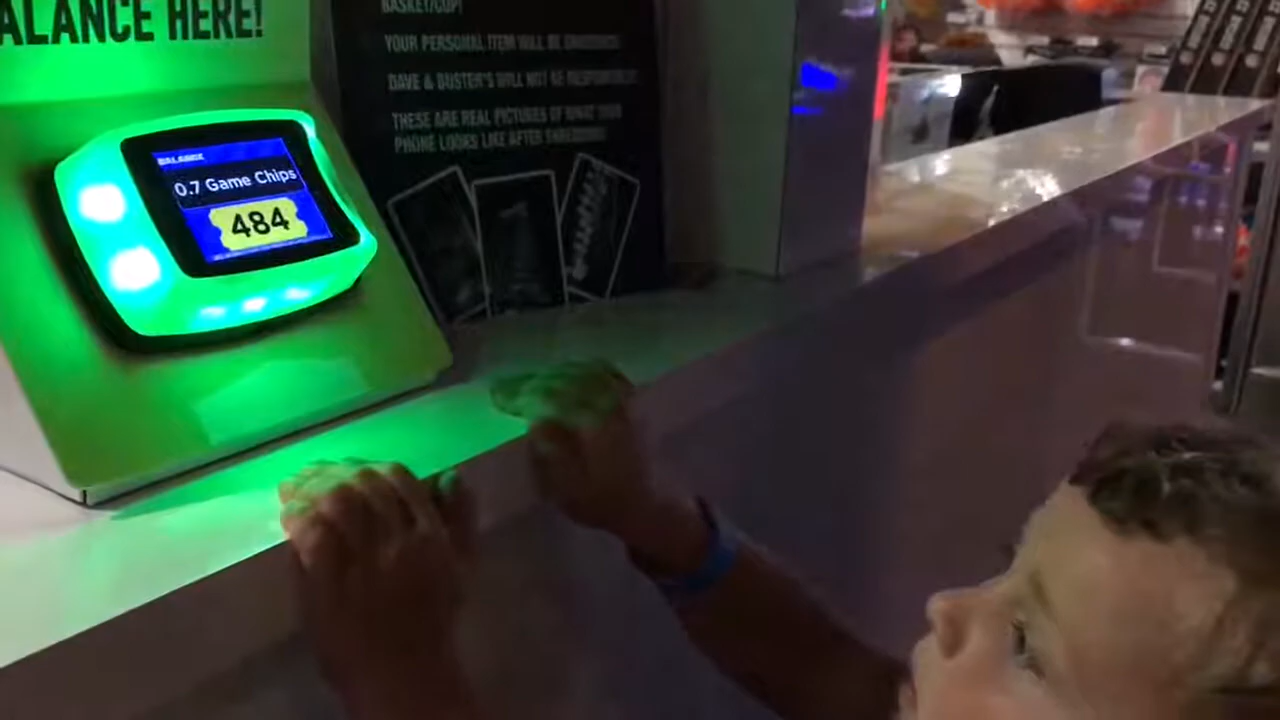 ALANCE HERE!
BALANCE
0.7 Game Chips
484
BASKET/CUP!
YOUR PERSONAL ITEM WILL BE
DAVE & BUSTER'S WILL NOT BE RESPONSIBLE
THESE ARE REAL PICTURES OF WHAT YOUR
PHONE LOOKS LIKE AFTER SHREDDING